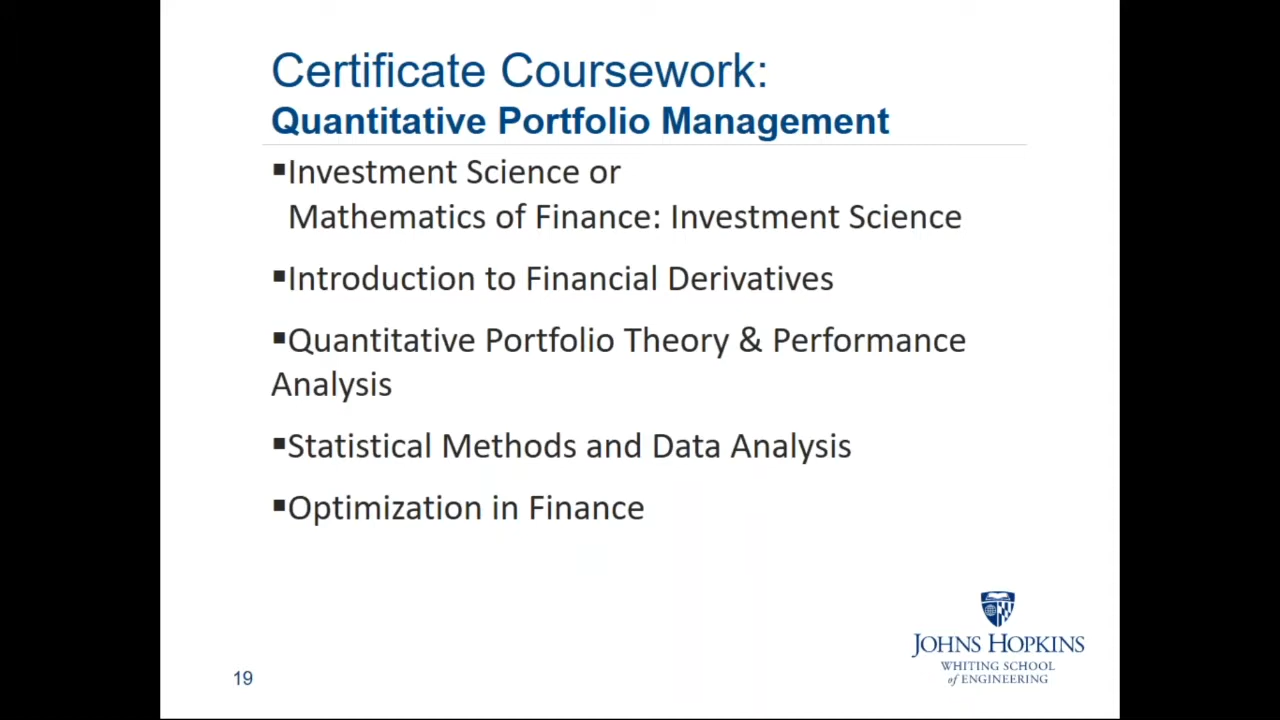 Certificate Coursework:
Quantitative Portfolio Management
▪Investment Science or
Mathematics of Finance: Investment Science
▪Introduction to Financial Derivatives
▪Quantitative Portfolio Theory & Performance
Analysis
▪Statistical Methods and Data Analysis
▪Optimization in Finance
JOHNS HOPKINS
WHITING SCHOOL
of ENGINEERING
19